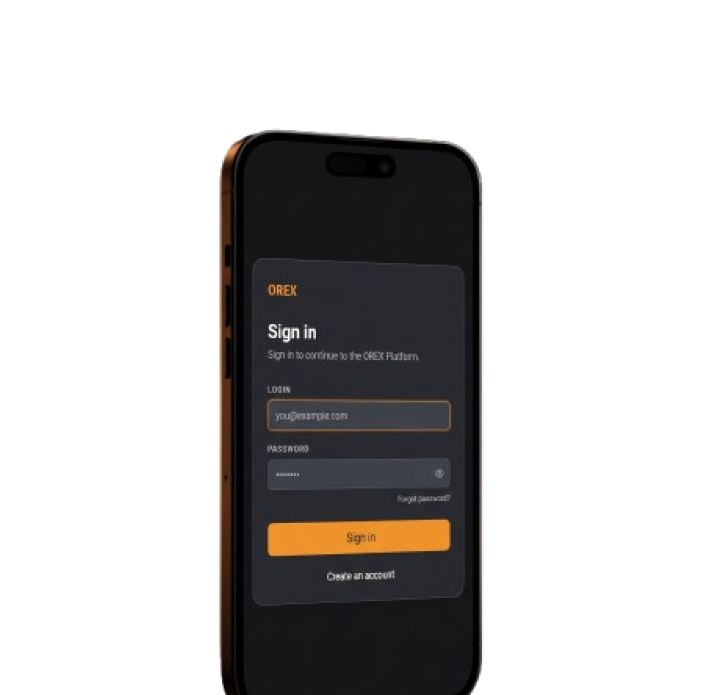 OREX
Sign in
Sign in to continue to the OREX Platform.
LOGIN
you@example.com
PASSWORD
Forgot password?
Sign in
Create an account